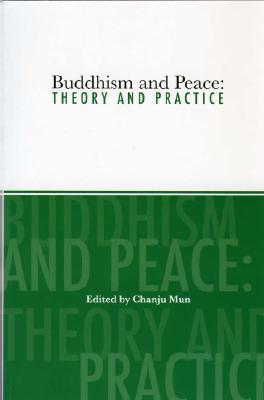 Buddhism and Peace:
THEORY AND PRACTICE
BUDDHISM
AND PEACE:
Edited by Chanju Mun
THEORY AND
PRACTICE